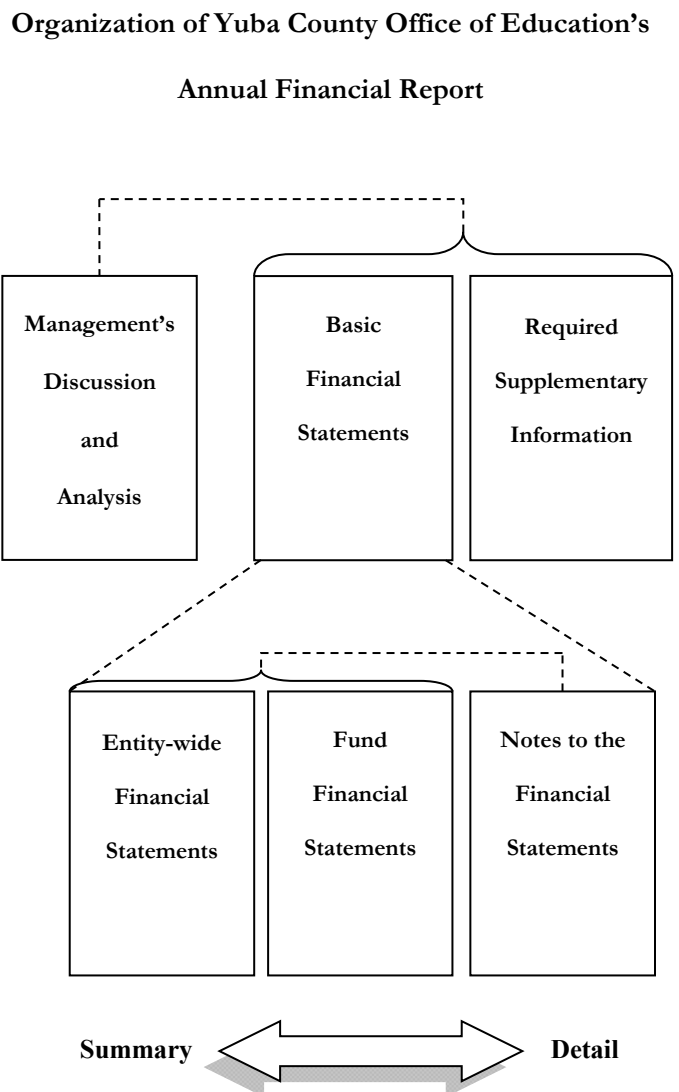 Organization of Yuba County Office of Education’s
Annual Financial Report
Management’s
Discussion
and
Analysis
Basic
Financial
Statements
Required
Supplementary
Information
Entity-wide
Financial
Statements
Fund
Financial
Statements
Notes to the
Financial
Statements
Summary
Detail